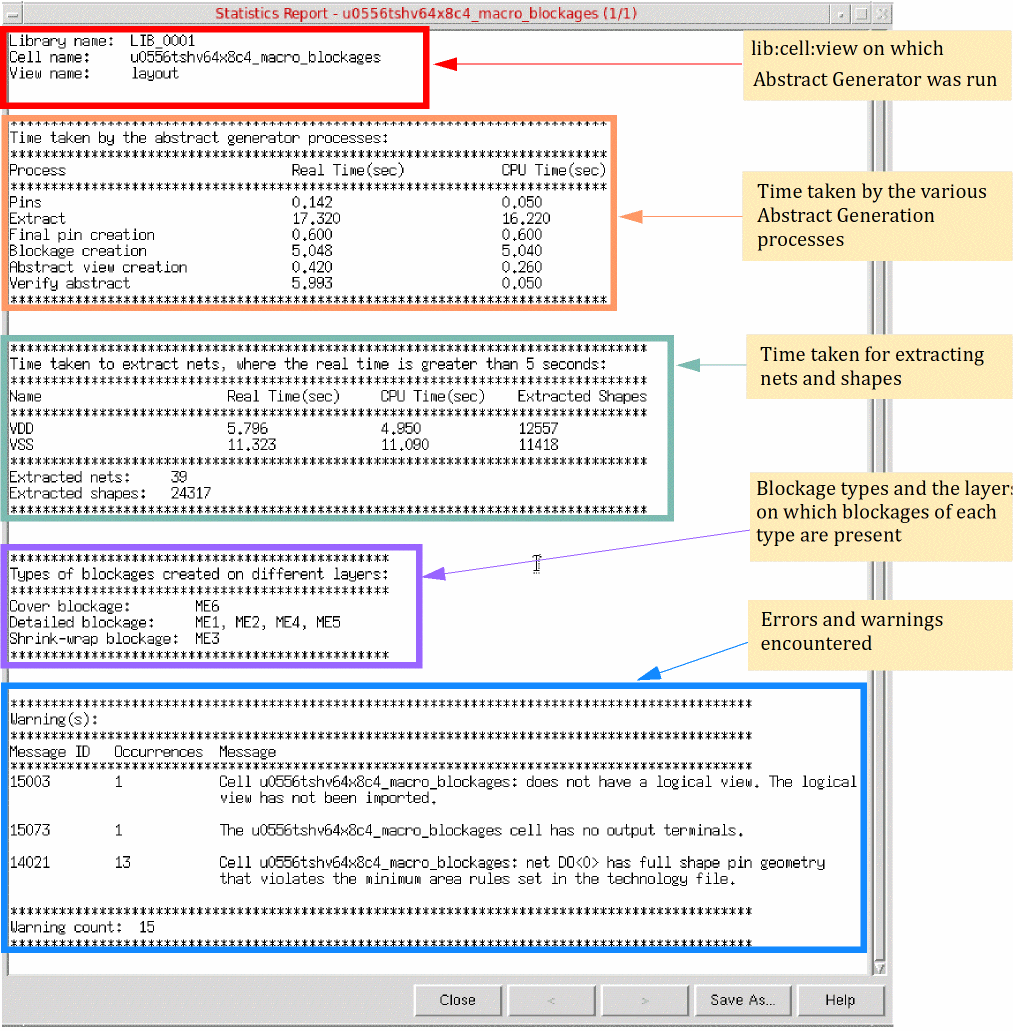 Statistics Report - u0556tshv64x8c4_macro_blockages (1/1)
Library name: LIB_0001
Cell name: u0556tshv64x8c4_macro_blockages
View name: layout
lib:cell:view on which
Abstract Generator was run
**************************************************************************
Time taken by the abstract generator processes:
**************************************************************************
Process Real Time(sec) CPU Time(sec)
**************************************************************************
Pins 0.142 0.050
Extract 17.320 16.220
Final pin creation 0.600 0.600
Blockage creation 5.048 5.040
Abstract view creation 0.420 0.260
Verify abstract 5.993 0.050
**************************************************************************
Time taken by the various
Abstract Generation
processes
*******************************************************************************
Time taken to extract nets, where the real time is greater than 5 seconds:
*******************************************************************************
Name Real Time(sec) CPU Time(sec) Extracted Shapes
*******************************************************************************
VDD 5.796 4.950 12557
VSS 11.323 11.090 11418
*******************************************************************************
Extracted nets: 39
Extracted shapes: 24317
*******************************************************************************
Time taken for extracting
nets and shapes
***********************************************
Types of blockages created on different layers:
***********************************************
Cover blockage: ME6
Detailed blockage: ME1, ME2, ME4, ME5
Shrink-wrap blockage: ME3
***********************************************
Blockage types and the layers
on which blockages of each
type are present
Errors and warnings
encountered
********************************************************************************************
Warning(s):
********************************************************************************************
Message ID Occurrences Message
********************************************************************************************
15003 1 Cell u0556tshv64x8c4_macro_blockages: does not have a logical view. The logical
view has not been imported.
15073 1 The u0556tshv64x8c4_macro_blockages cell has no output terminals.
14021 13 Cell u0556tshv64x8c4_macro_blockages: net DO<0> has full shape pin geometry
that violates the minimum area rules set in the technology file.
********************************************************************************************
Warning count: 15
********************************************************************************************
Close < > Save As... Help